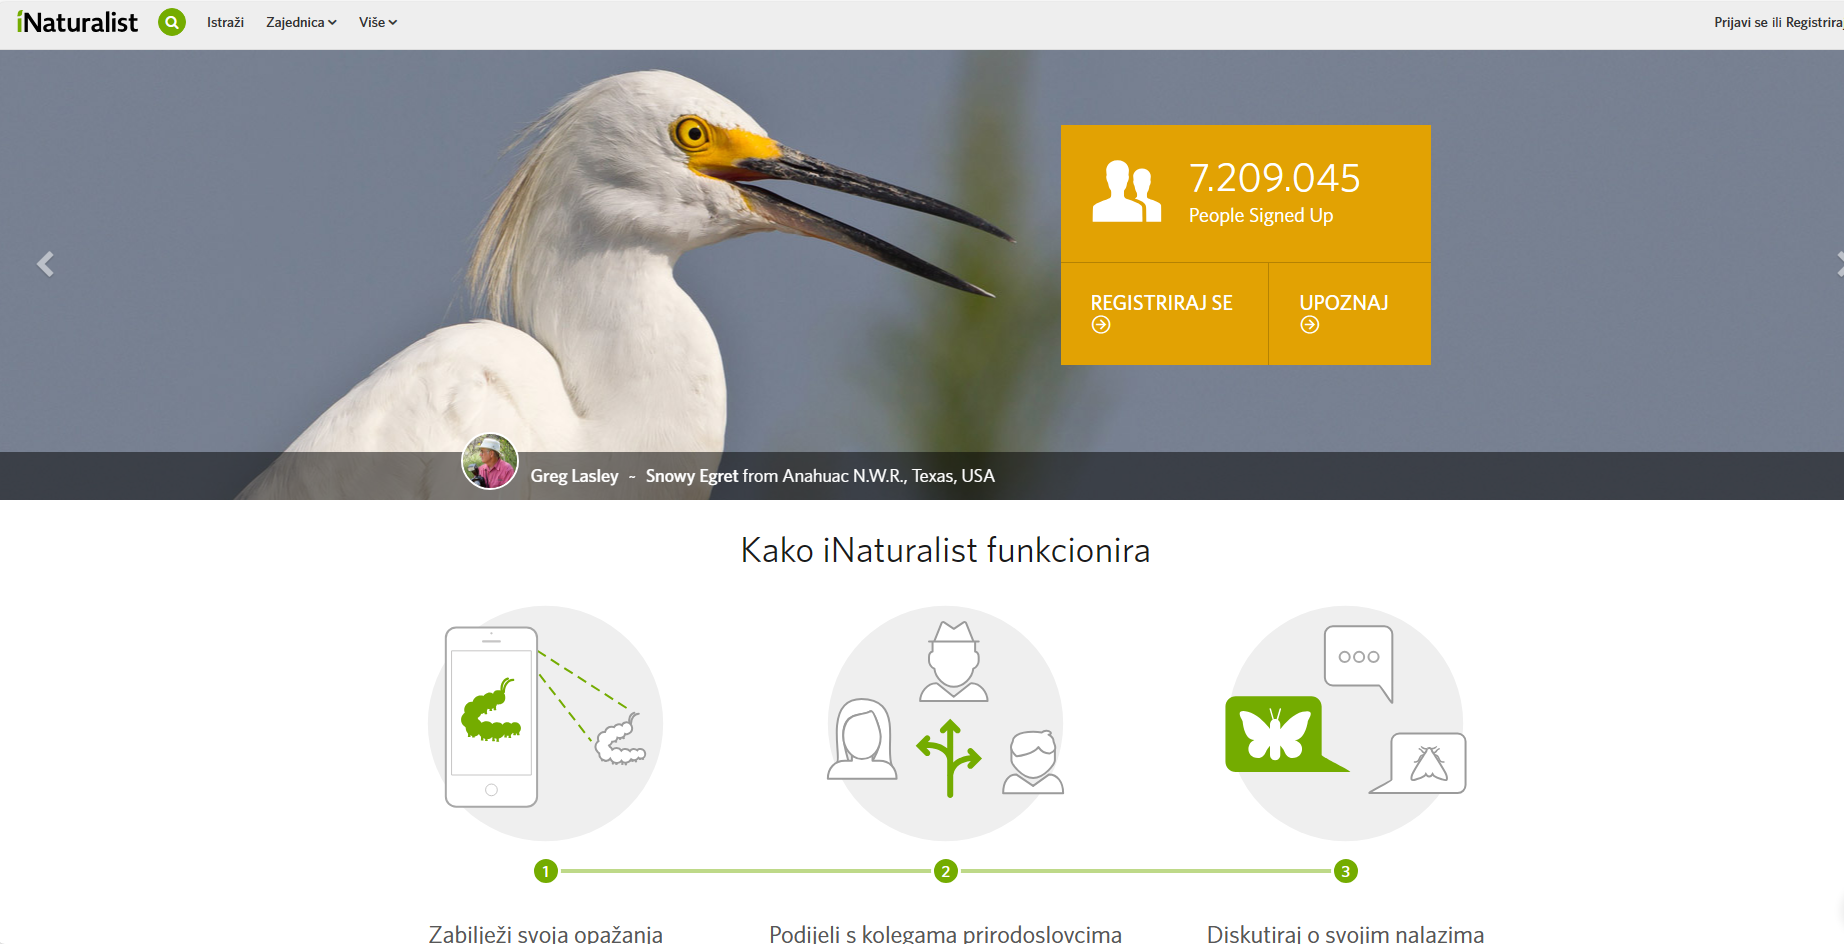 iNaturalist
Istraži
Zajednica
Više
Prijavi se ili Registriraj
7.209.045
People Signed Up
REGISTRIRAJ SE
UPOZNAJ
Greg Lasley ~ Snowy Egret from Anahuac N.W.R., Texas, USA
Kako iNaturalist funkcionira
1
2
3
Zabilježi svoja opažanja
Podijeli s kolegama prirodoslovcima
Diskutiraj o svojim nalazima